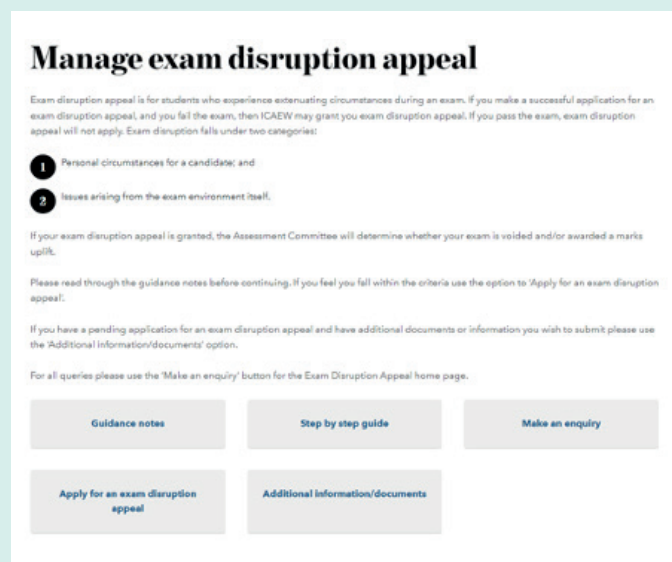 Manage exam disruption appeal
Exam disruption appeal is for students who experience extenuating circumstances during an exam. If you make a successful application for an
exam disruption appeal, and you fail the exam, then ICAEW may grant you exam disruption appeal. If you pass the exam, exam disruption
appeal will not apply. Exam disruption falls under two categories:
1 Personal circumstances for a candidate; and
2 Issues arising from the exam environment itself.
If your exam disruption appeal is granted, the Assessment Committee will determine whether your exam is voided and/or awarded a marks
uplift.
Please read through the guidance notes before continuing. If you feel you fall within the criteria use the option to 'Apply for an exam disruption
appeal'.
If you have a pending application for an exam disruption appeal and have additional documents or information you wish to submit please use
the 'Additional information/documents' option.
For all queries please use the 'Make an enquiry' button for the Exam Disruption Appeal home page.
Guidance notes
Step by step guide
Make an enquiry
Apply for an exam disruption
appeal
Additional information/documents